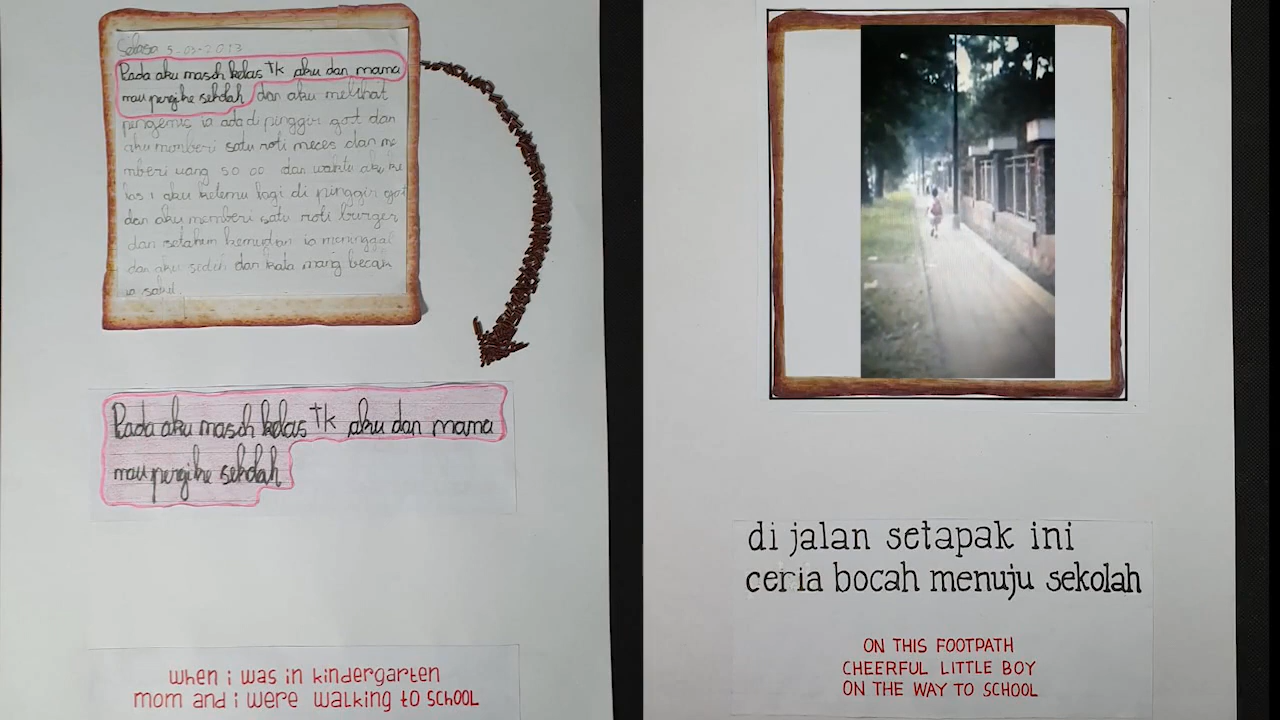 Selasa 5-03-2013
Pada aku masoh kelas TK aku dan mama
mau pergi ke sekolah dan aku melihat
pengemis ia ada di pinggir got dan
aku memberi satu roti meces dan me
mberi uang 50 00 dan waktu aku ke
las 1 aku ketemu lagi di pinggir got
dan aku memberi satu roti burger
dan setahun kemudian ia meninggal
dan aku sedih dan kata mang becak
ia sakit.
Pada aku masoh kelas TK aku dan mama
mau pergi ke sekolah
when i was in kindergarten
mom and i were walking to school
di jalan setapak ini
ceria bocah menuju sekolah
ON THIS FOOTPATH
CHEERFUL LITTLE BOY
ON THE WAY TO SCHOOL